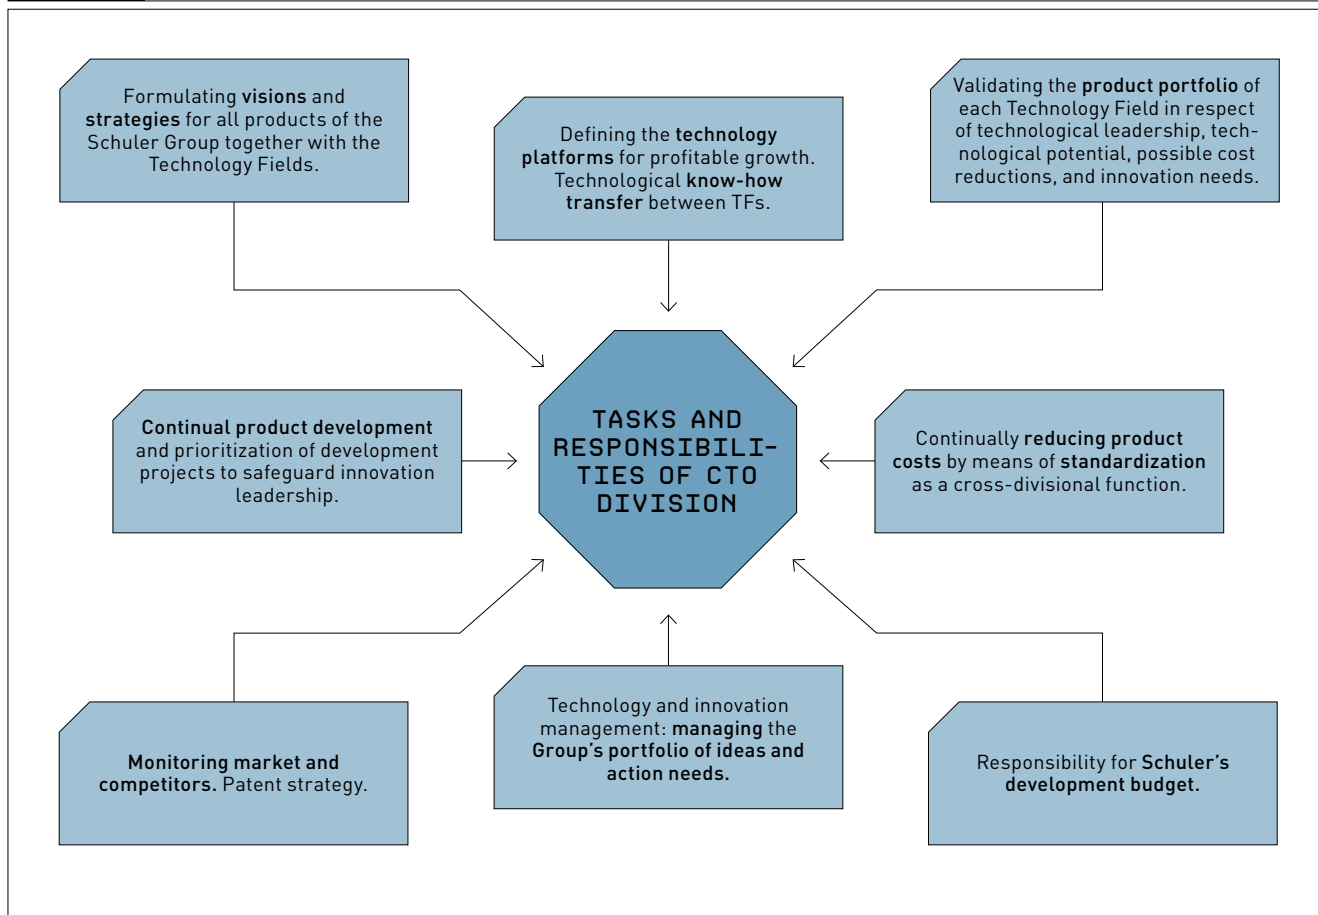 Formulating visions and
strategies for all products of the
Schuler Group together with the
Technology Fields.
Defining the technology
platforms for profitable growth.
Technological know-how
transfer between TFs.
Validating the product portfolio of
each Technology Field in respect
of technological leadership, tech-
nological potential, possible cost
reductions, and innovation needs.
Continual product development
and prioritization of development
projects to safeguard innovation
leadership.
TASKS AND
RESPONSIBILI-
TIES OF CTO
DIVISION
Continually reducing product
costs by means of standardization
as a cross-divisional function.
Monitoring market and
competitors. Patent strategy.
Technology and innovation
management: managing the
Group’s portfolio of ideas and
action needs.
Responsibility for Schuler’s
development budget.